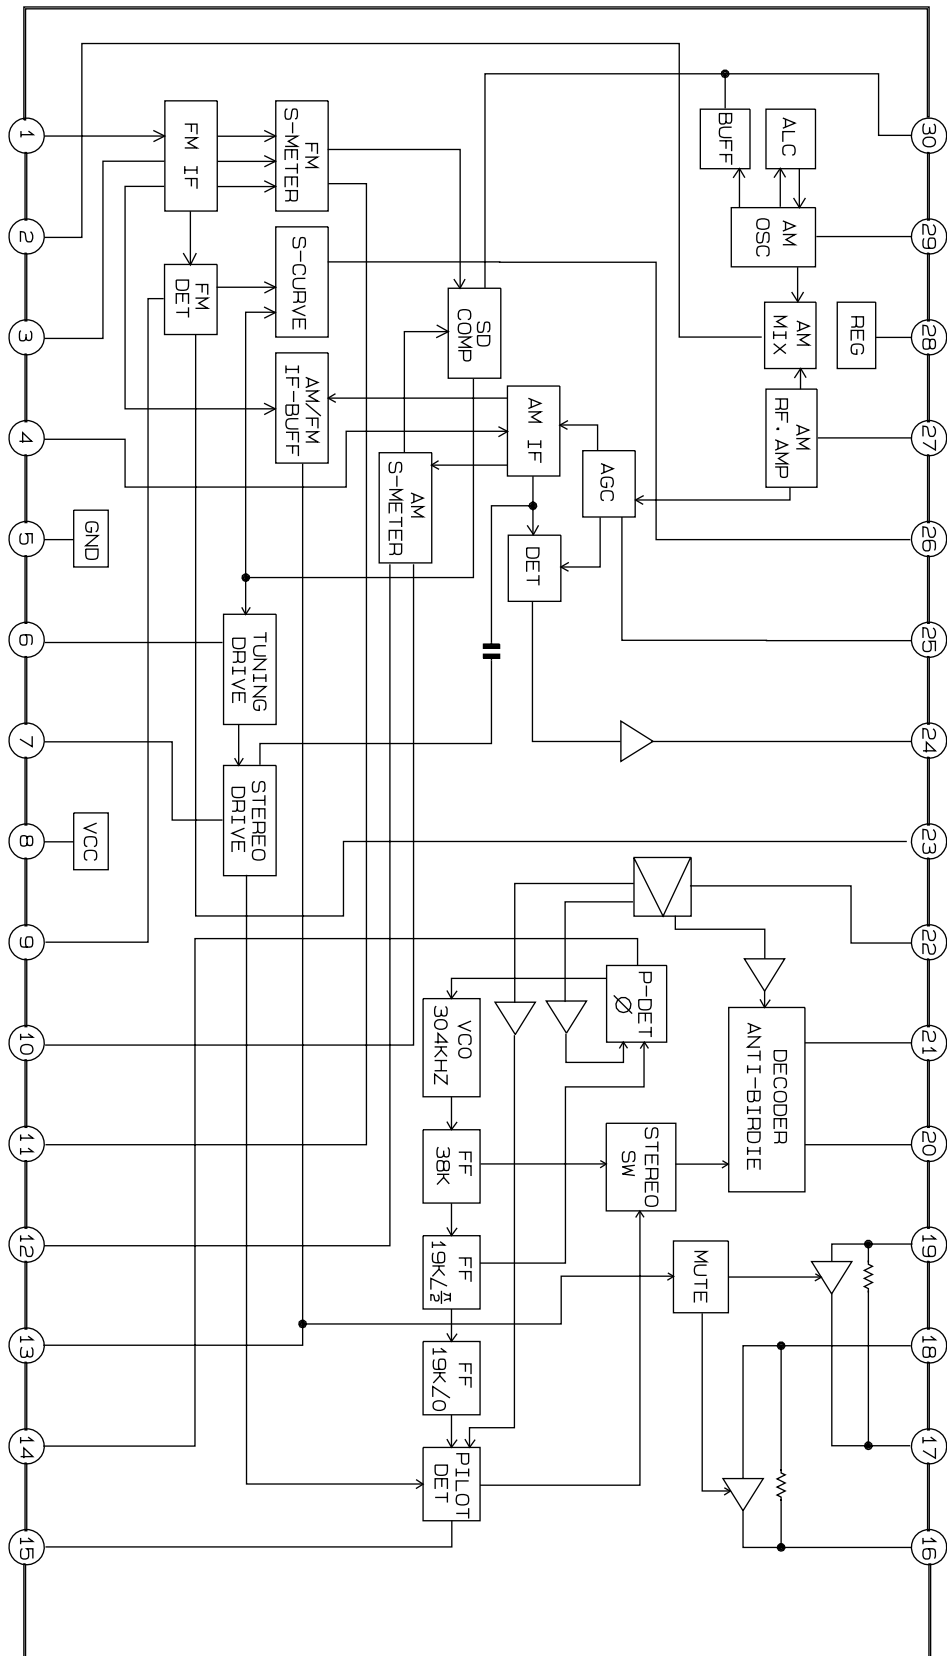 1
2
3
4
5
6
7
8
9
10
11
12
13
14
15
30
29
28
27
26
25
24
23
22
21
20
19
18
17
16
FM IF
FM
S-METER
FM
DET
S-CURVE
AM/FM
IF-BUFF
GND
VCC
TUNING
DRIVE
STEREO
DRIVE
SD
COMP
AM
S-METER
AM IF
DET
AGC
BUFF
ALC
AM
OSC
AM
MIX
REG
AM
RF.AMP
P-DET
Ø
VCO
304KHZ
FF
38K
FF
19K/π/2
FF
19K/0
PILOT
DET
STEREO
SW
DECODER
ANTI-BIRDIE
MUTE